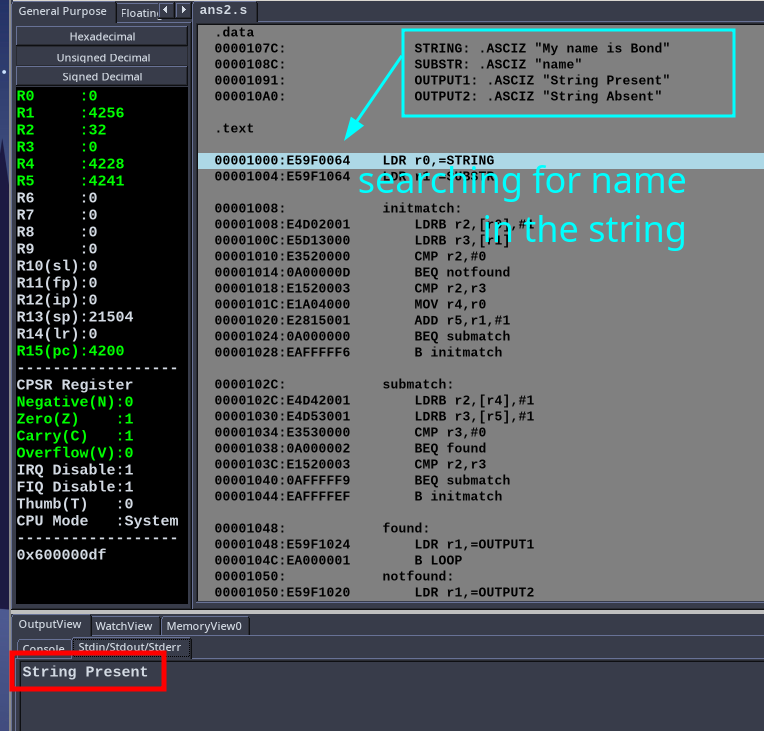 General Purpose
Floatin
ans2.s
Hexadecimal
Unsigned Decimal
Signed Decimal
R0 :0
R1 :4256
R2 :32
R3 :0
R4 :4228
R5 :4241
R6 :0
R7 :0
R8 :0
R9 :0
R10(sl):0
R11(fp):0
R12(ip):0
R13(sp):21504
R14(lr):0
R15(pc):4200
------------------
CPSR Register
Negative(N):0
Zero(Z) :1
Carry(C) :1
Overflow(V):0
IRQ Disable:1
FIQ Disable:1
Thumb(T) :0
CPU Mode :System
------------------
0x600000df
.data
0000107C: STRING: .ASCIZ "My name is Bond"
0000108C: SUBSTR: .ASCIZ "name"
00001091: OUTPUT1: .ASCIZ "String Present"
000010A0: OUTPUT2: .ASCIZ "String Absent"
.text
00001000:E59F0064 LDR r0,=STRING
00001004:E59F1064 LDR r1,=SUBSTR
searching for name
in the string
00001008: initmatch:
00001008:E4D02001 LDRB r2,[r0],#1
0000100C:E5D13000 LDRB r3,[r1]
00001010:E3520000 CMP r2,#0
00001014:0A00000D BEQ notfound
00001018:E1520003 CMP r2,r3
0000101C:E1A04000 MOV r4,r0
00001020:E2815001 ADD r5,r1,#1
00001024:0A000000 BEQ submatch
00001028:EAFFFFF6 B initmatch
0000102C: submatch:
0000102C:E4D42001 LDRB r2,[r4],#1
00001030:E4D53001 LDRB r3,[r5],#1
00001034:E3530000 CMP r3,#0
00001038:0A000002 BEQ found
0000103C:E1520003 CMP r2,r3
00001040:0AFFFFF9 BEQ submatch
00001044:EAFFFFEF B initmatch
00001048: found:
00001048:E59F1024 LDR r1,=OUTPUT1
0000104C:EA000001 B LOOP
00001050: notfound:
00001050:E59F1020 LDR r1,=OUTPUT2
OutputView
WatchView
MemoryView0
Console
Stdin/Stdout/Stderr
String Present